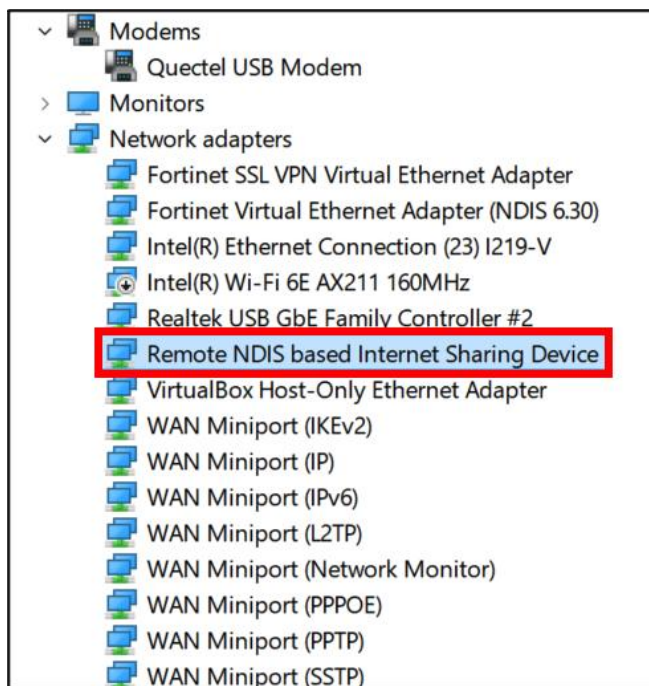 Modems
Quectel USB Modem
Monitors
Network adapters
Fortinet SSL VPN Virtual Ethernet Adapter
Fortinet Virtual Ethernet Adapter (NDIS 6.30)
Intel(R) Ethernet Connection (23) I219-V
Intel(R) Wi-Fi 6E AX211 160MHz
Realtek USB GbE Family Controller #2
Remote NDIS based Internet Sharing Device
VirtualBox Host-Only Ethernet Adapter
WAN Miniport (IKEv2)
WAN Miniport (IP)
WAN Miniport (IPv6)
WAN Miniport (L2TP)
WAN Miniport (Network Monitor)
WAN Miniport (PPPOE)
WAN Miniport (PPTP)
WAN Miniport (SSTP)